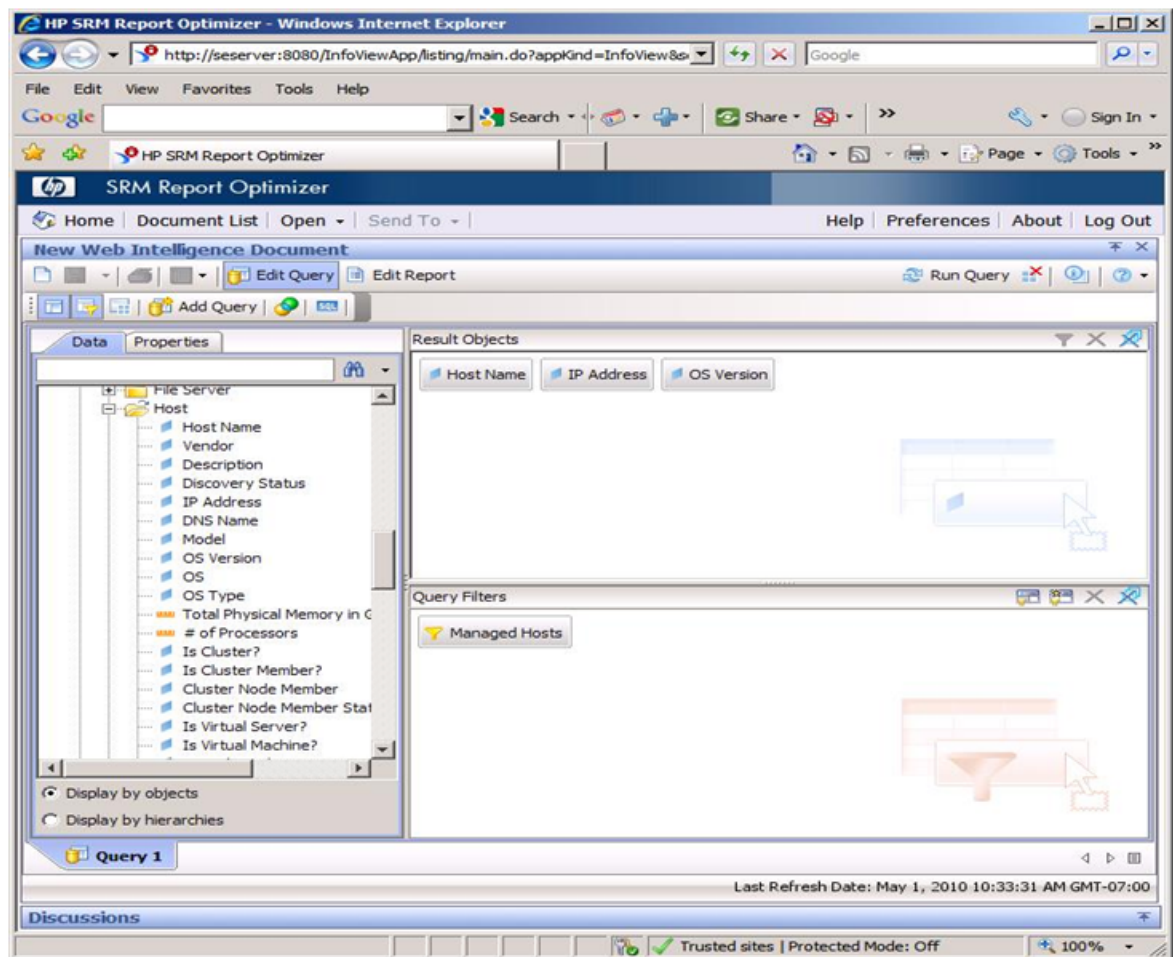 HP SRM Report Optimizer - Windows Internet Explorer
http://seserver:8080/InfoViewApp/listing/main.do?appKind=InfoView&se
Google
File Edit View Favorites Tools Help
Google Search Share >> Sign In
HP SRM Report Optimizer Page Tools >>
hp SRM Report Optimizer
Home | Document List | Open | Send To | Help | Preferences | About | Log Out
New Web Intelligence Document
Edit Query Edit Report Run Query
Add Query SQL
Data Properties
File Server
Host
Host Name
Vendor
Description
Discovery Status
IP Address
DNS Name
Model
OS Version
OS
OS Type
Total Physical Memory in G
# of Processors
Is Cluster?
Is Cluster Member?
Cluster Node Member
Cluster Node Member Stat
Is Virtual Server?
Is Virtual Machine?
Display by objects
Display by hierarchies
Result Objects
Host Name IP Address OS Version
Query Filters
Managed Hosts
Query 1
Last Refresh Date: May 1, 2010 10:33:31 AM GMT-07:00
Discussions
Trusted sites | Protected Mode: Off 100%